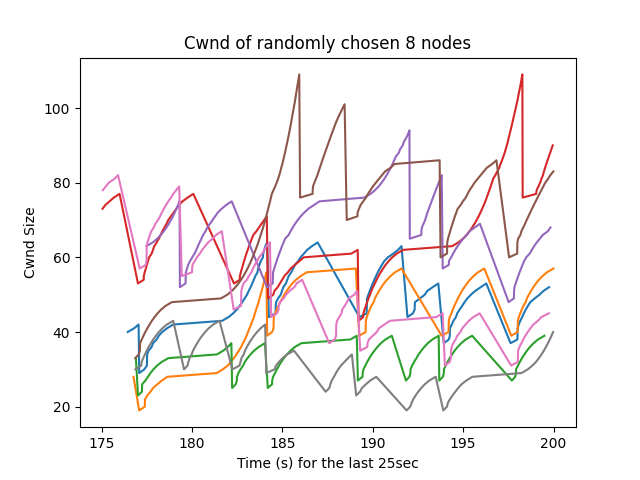 Cwnd of randomly chosen 8 nodes
100
80
60
40
20
Cwnd Size
175 180 185 190 195 200
Time (s) for the last 25sec